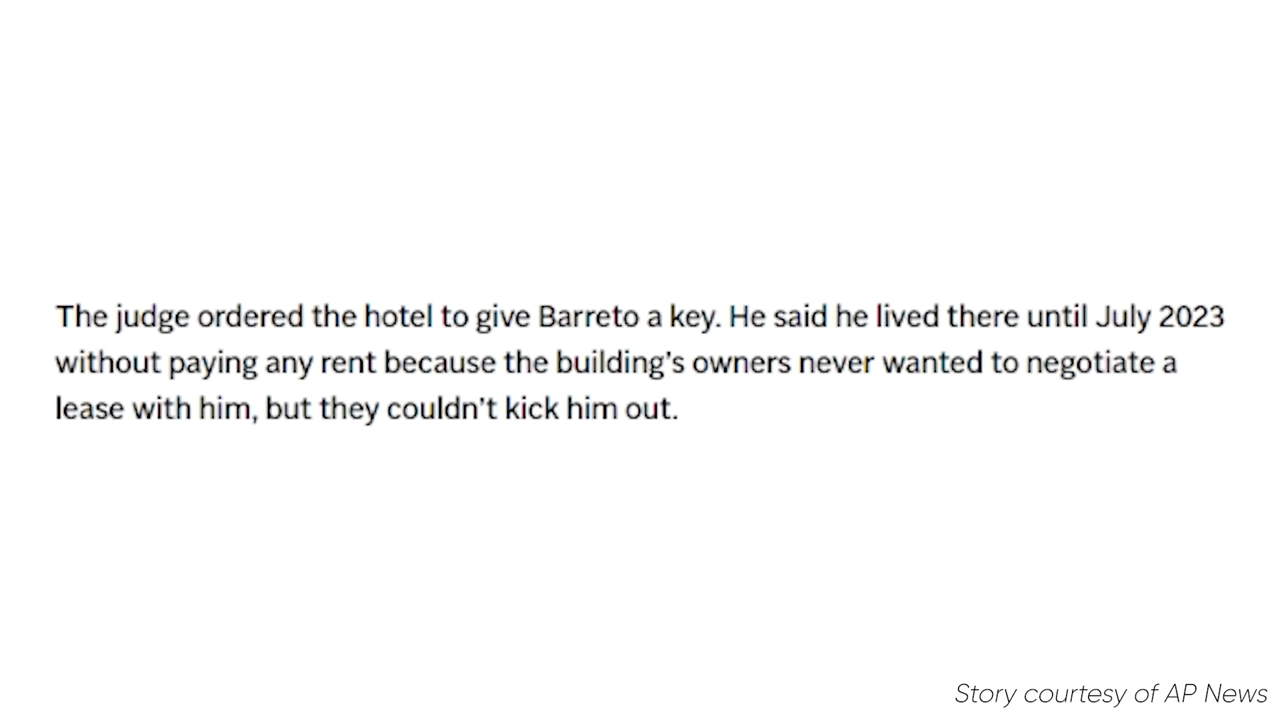 The judge ordered the hotel to give Barreto a key. He said he lived there until July 2023
without paying any rent because the building's owners never wanted to negotiate a
lease with him, but they couldn't kick him out.
Story courtesy of AP News